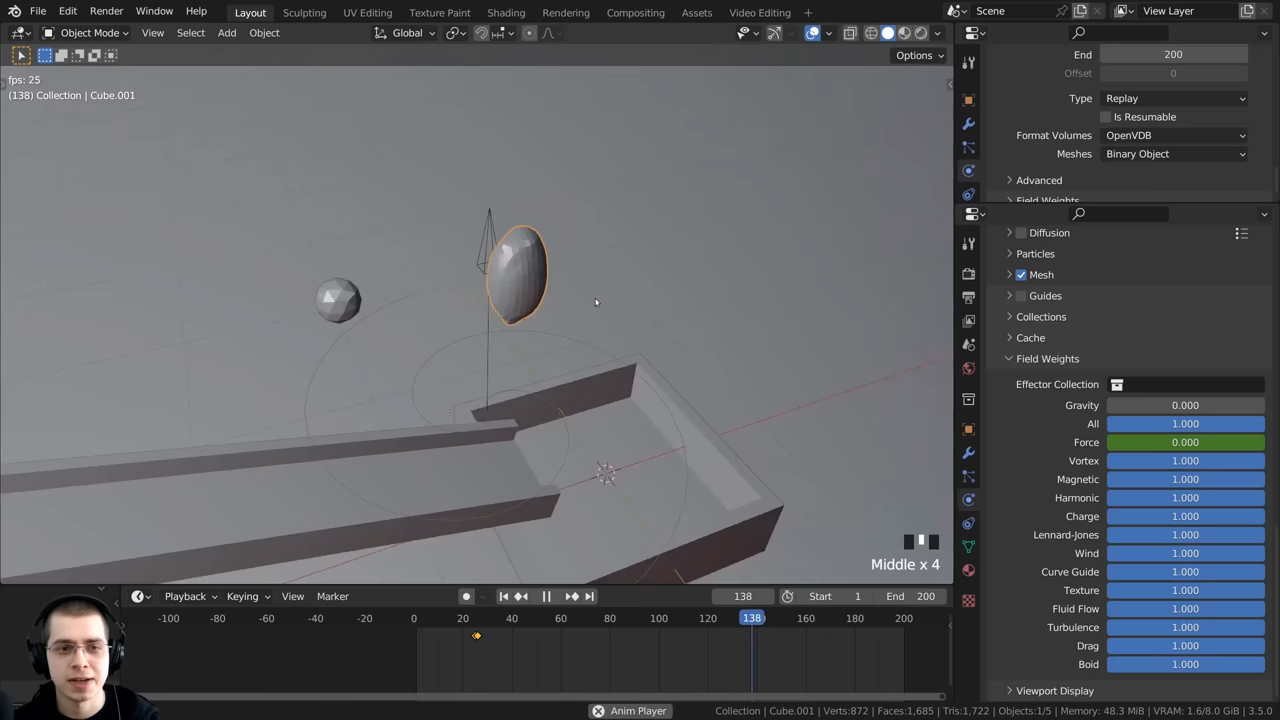 File Edit Render Window Help Layout Sculpting UV Editing Texture Paint Shading Rendering Compositing Assets Video Editing + Scene View Layer
Object Mode View Select Add Object Global
Options
fps: 25
(138) Collection | Cube.001
End 200
Offset 0
Type Replay
Is Resumable
Format Volumes OpenVDB
Meshes Binary Object
Advanced
Field Weights
Diffusion
Particles
Mesh
Guides
Collections
Cache
Field Weights
Effector Collection
Gravity 0.000
All 1.000
Force 0.000
Vortex 1.000
Magnetic 1.000
Harmonic 1.000
Charge 1.000
Lennard-Jones 1.000
Wind 1.000
Curve Guide 1.000
Texture 1.000
Fluid Flow 1.000
Turbulence 1.000
Drag 1.000
Boid 1.000
Viewport Display
Middle x 4
Playback Keying View Marker 138 Start 1 End 200
-100 -80 -60 -40 -20 0 20 40 60 80 100 120 138 160 180 200
Anim Player
Collection | Cube.001 | Verts:872 | Faces:1,685 | Tris:1,722 | Objects:1/5 | Memory: 48.3 MiB | VRAM: 1.6/8.0 GiB | 3.5.0